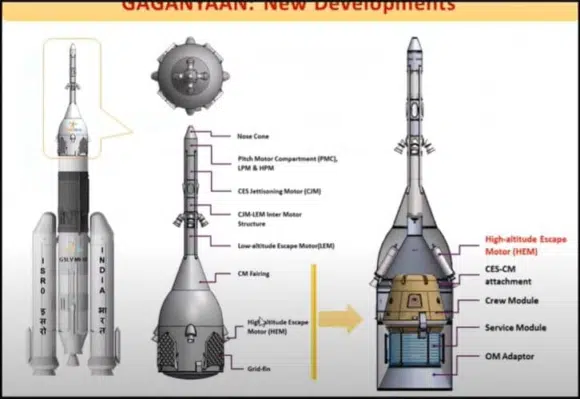 GAGANYAAN: New Developments
Nose Cone
Pitch Motor Compartment (PMC),
LPM & HPM
CES Jettisoning Motor (CJM)
CJM-LEM Inter Motor
Structure
Low-altitude Escape Motor(LEM)
CM Fairing
High-altitude Escape
Motor (HEM)
Grid-fin
High-altitude Escape
Motor (HEM)
CES-CM
attachment
Crew Module
Service Module
OM Adaptor
ISRO इसरो
INDIA भारत